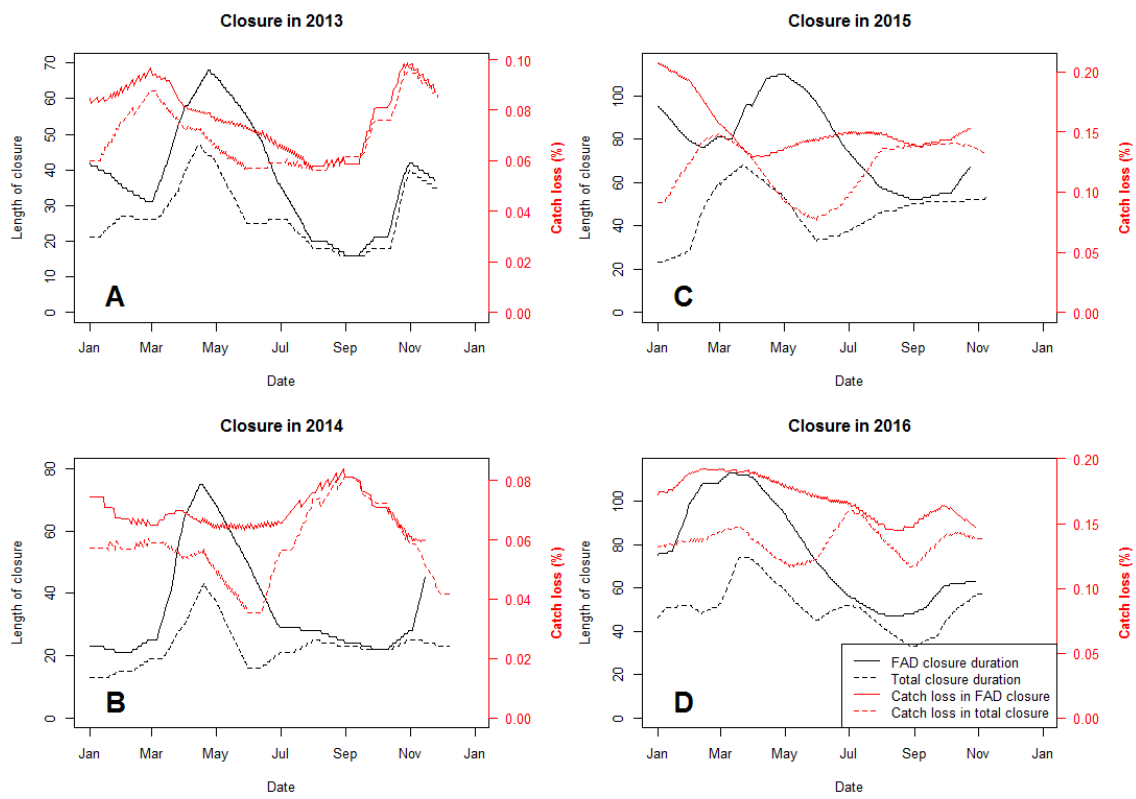 Closure in 2013
Length of closure
0 10 20 30 40 50 60 70
0.00 0.02 0.04 0.06 0.08 0.10
Catch loss (%)
A
Jan Mar May Jul Sep Nov Jan
Date
Closure in 2015
Length of closure
0 20 40 60 80 100
0.00 0.05 0.10 0.15 0.20
Catch loss (%)
C
Jan Mar May Jul Sep Nov Jan
Date
Closure in 2014
Length of closure
0 20 40 60 80
0.00 0.02 0.04 0.06 0.08
Catch loss (%)
B
Jan Mar May Jul Sep Nov Jan
Date
Closure in 2016
Length of closure
0 20 40 60 80 100
0.00 0.05 0.10 0.15 0.20
Catch loss (%)
D
FAD closure duration
Total closure duration
Catch loss in FAD closure
Catch loss in total closure
Jan Mar May Jul Sep Nov Jan
Date